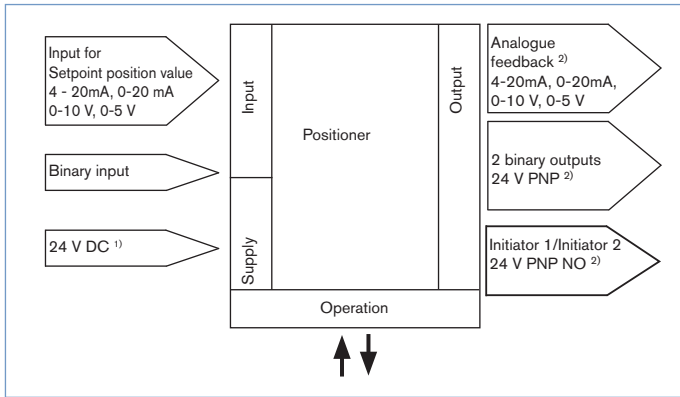 Input for
Setpoint position value
4 - 20mA, 0-20 mA
0-10 V, 0-5 V
Binary input
24 V DC 1)
Input
Supply
Positioner
Output
Operation
Analogue
feedback 2)
4-20mA, 0-20mA,
0-10 V, 0-5 V
2 binary outputs
24 V PNP 2)
Initiator 1/Initiator 2
24 V PNP NO 2)